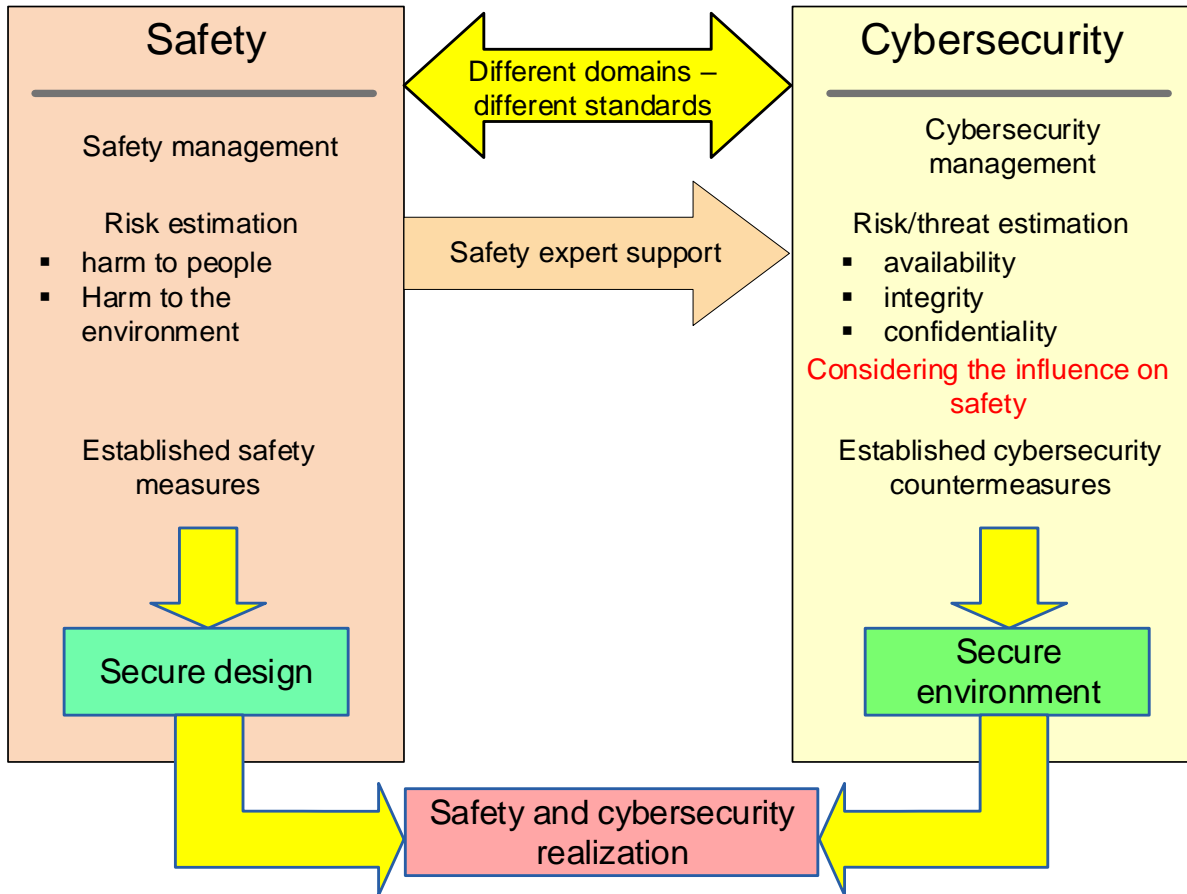 Safety
Safety management
Risk estimation
▪ harm to people
▪ Harm to the
environment
Established safety
measures
Secure design
Different domains –
different standards
Safety expert support
Cybersecurity
Cybersecurity
management
Risk/threat estimation
▪ availability
▪ integrity
▪ confidentiality
Considering the influence on
safety
Established cybersecurity
countermeasures
Secure
environment
Safety and cybersecurity
realization